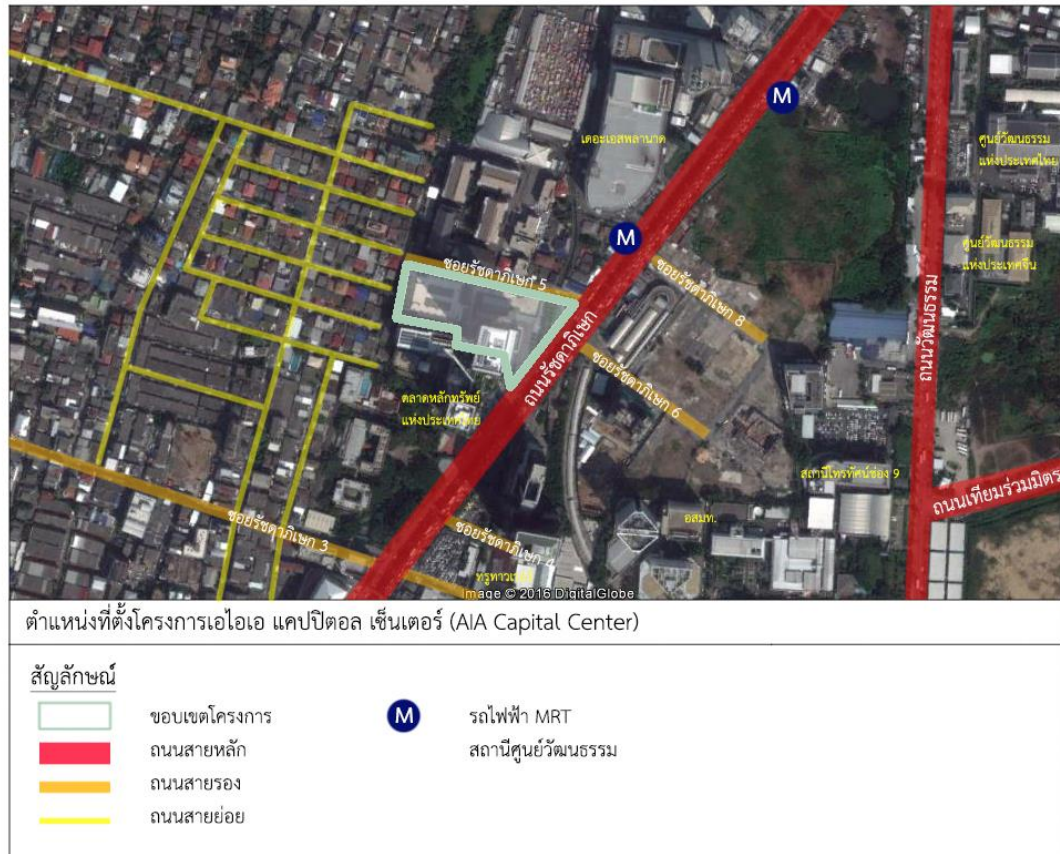 M
เดอะเอสพลานาด
ศูนย์วัฒนธรรม
แห่งประเทศไทย
M
ศูนย์วัฒนธรรม
แห่งประเทศจีน
ซอยรัชดาภิเษก 5
ซอยรัชดาภิเษก 8
ถนนวัฒนธรรม
ถนนรัชดาภิเษก
ซอยรัชดาภิเษก 6
ตลาดหลักทรัพย์
แห่งประเทศไทย
สถานีโทรทัศน์ช่อง 9
ถนนเทียมร่วมมิตร
อสมท.
ซอยรัชดาภิเษก 3
ซอยรัชดาภิเษก 4
Image © 2016 DigitalGlobe
ตำแหน่งที่ตั้งโครงการเอไอเอ แคปปิตอล เซ็นเตอร์ (AIA Capital Center)
สัญลักษณ์
ขอบเขตโครงการ
ถนนสายหลัก
ถนนสายรอง
ถนนสายย่อย
M
รถไฟฟ้า MRT
สถานีศูนย์วัฒนธรรม